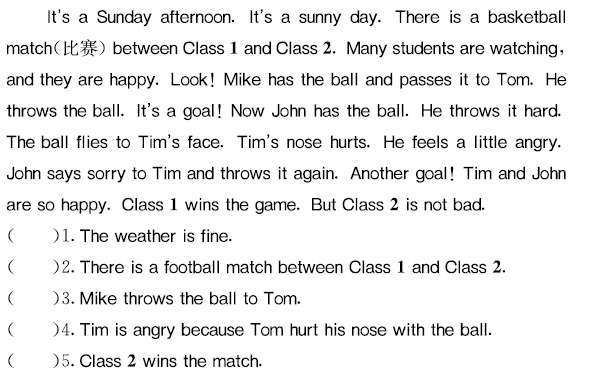 It's a Sunday afternoon. It's a sunny day. There is a basketball
match(比赛) between Class 1 and Class 2. Many students are watching,
and they are happy. Look! Mike has the ball and passes it to Tom. He
throws the ball. It's a goal! Now John has the ball. He throws it hard.
The ball flies to Tim's face. Tim's nose hurts. He feels a little angry.
John says sorry to Tim and throws it again. Another goal! Tim and John
are so happy. Class 1 wins the game. But Class 2 is not bad.
(    )1. The weather is fine.
(    )2. There is a football match between Class 1 and Class 2.
(    )3. Mike throws the ball to Tom.
(    )4. Tim is angry because Tom hurt his nose with the ball.
(    )5. Class 2 wins the match.